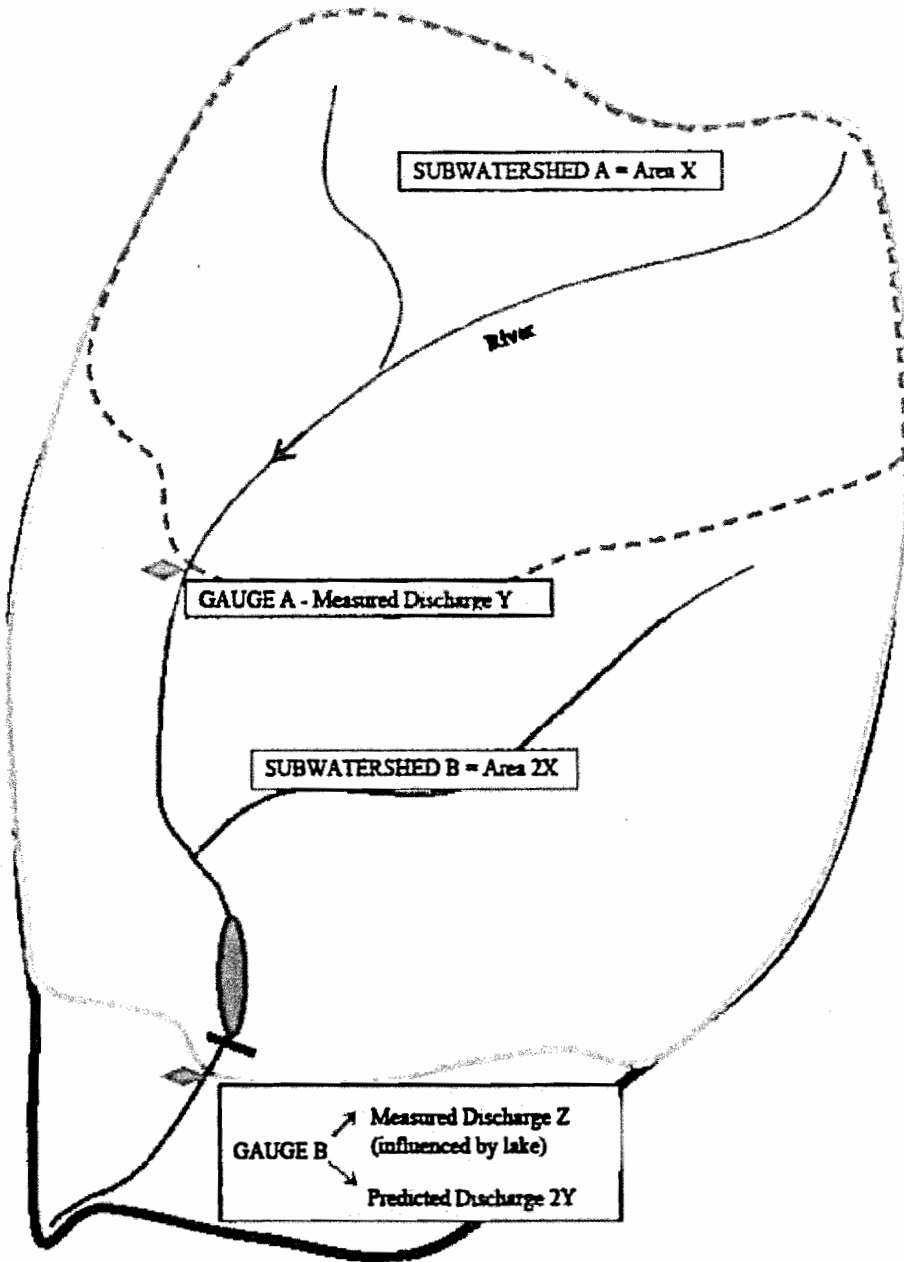 SUBWATERSHED A = Area X
River
GAUGE A - Measured Discharge Y
SUBWATERSHED B = Area 2X
GAUGE B
Measured Discharge Z
(influenced by lake)
Predicted Discharge 2Y